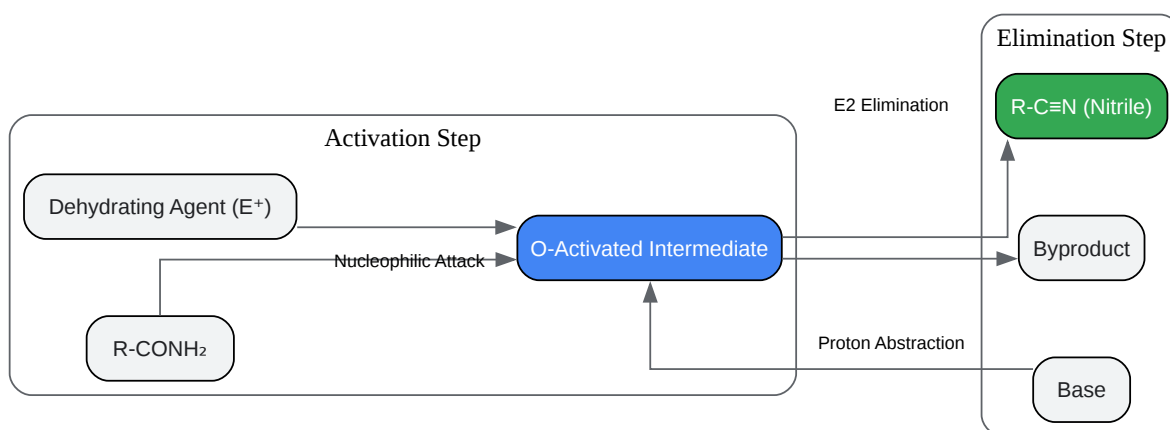 Elimination Step
R-C≡N (Nitrile)
E2 Elimination
Activation Step
Dehydrating Agent (E⁺)
O-Activated Intermediate
Byproduct
Nucleophilic Attack
R-CONH₂
Proton Abstraction
Base